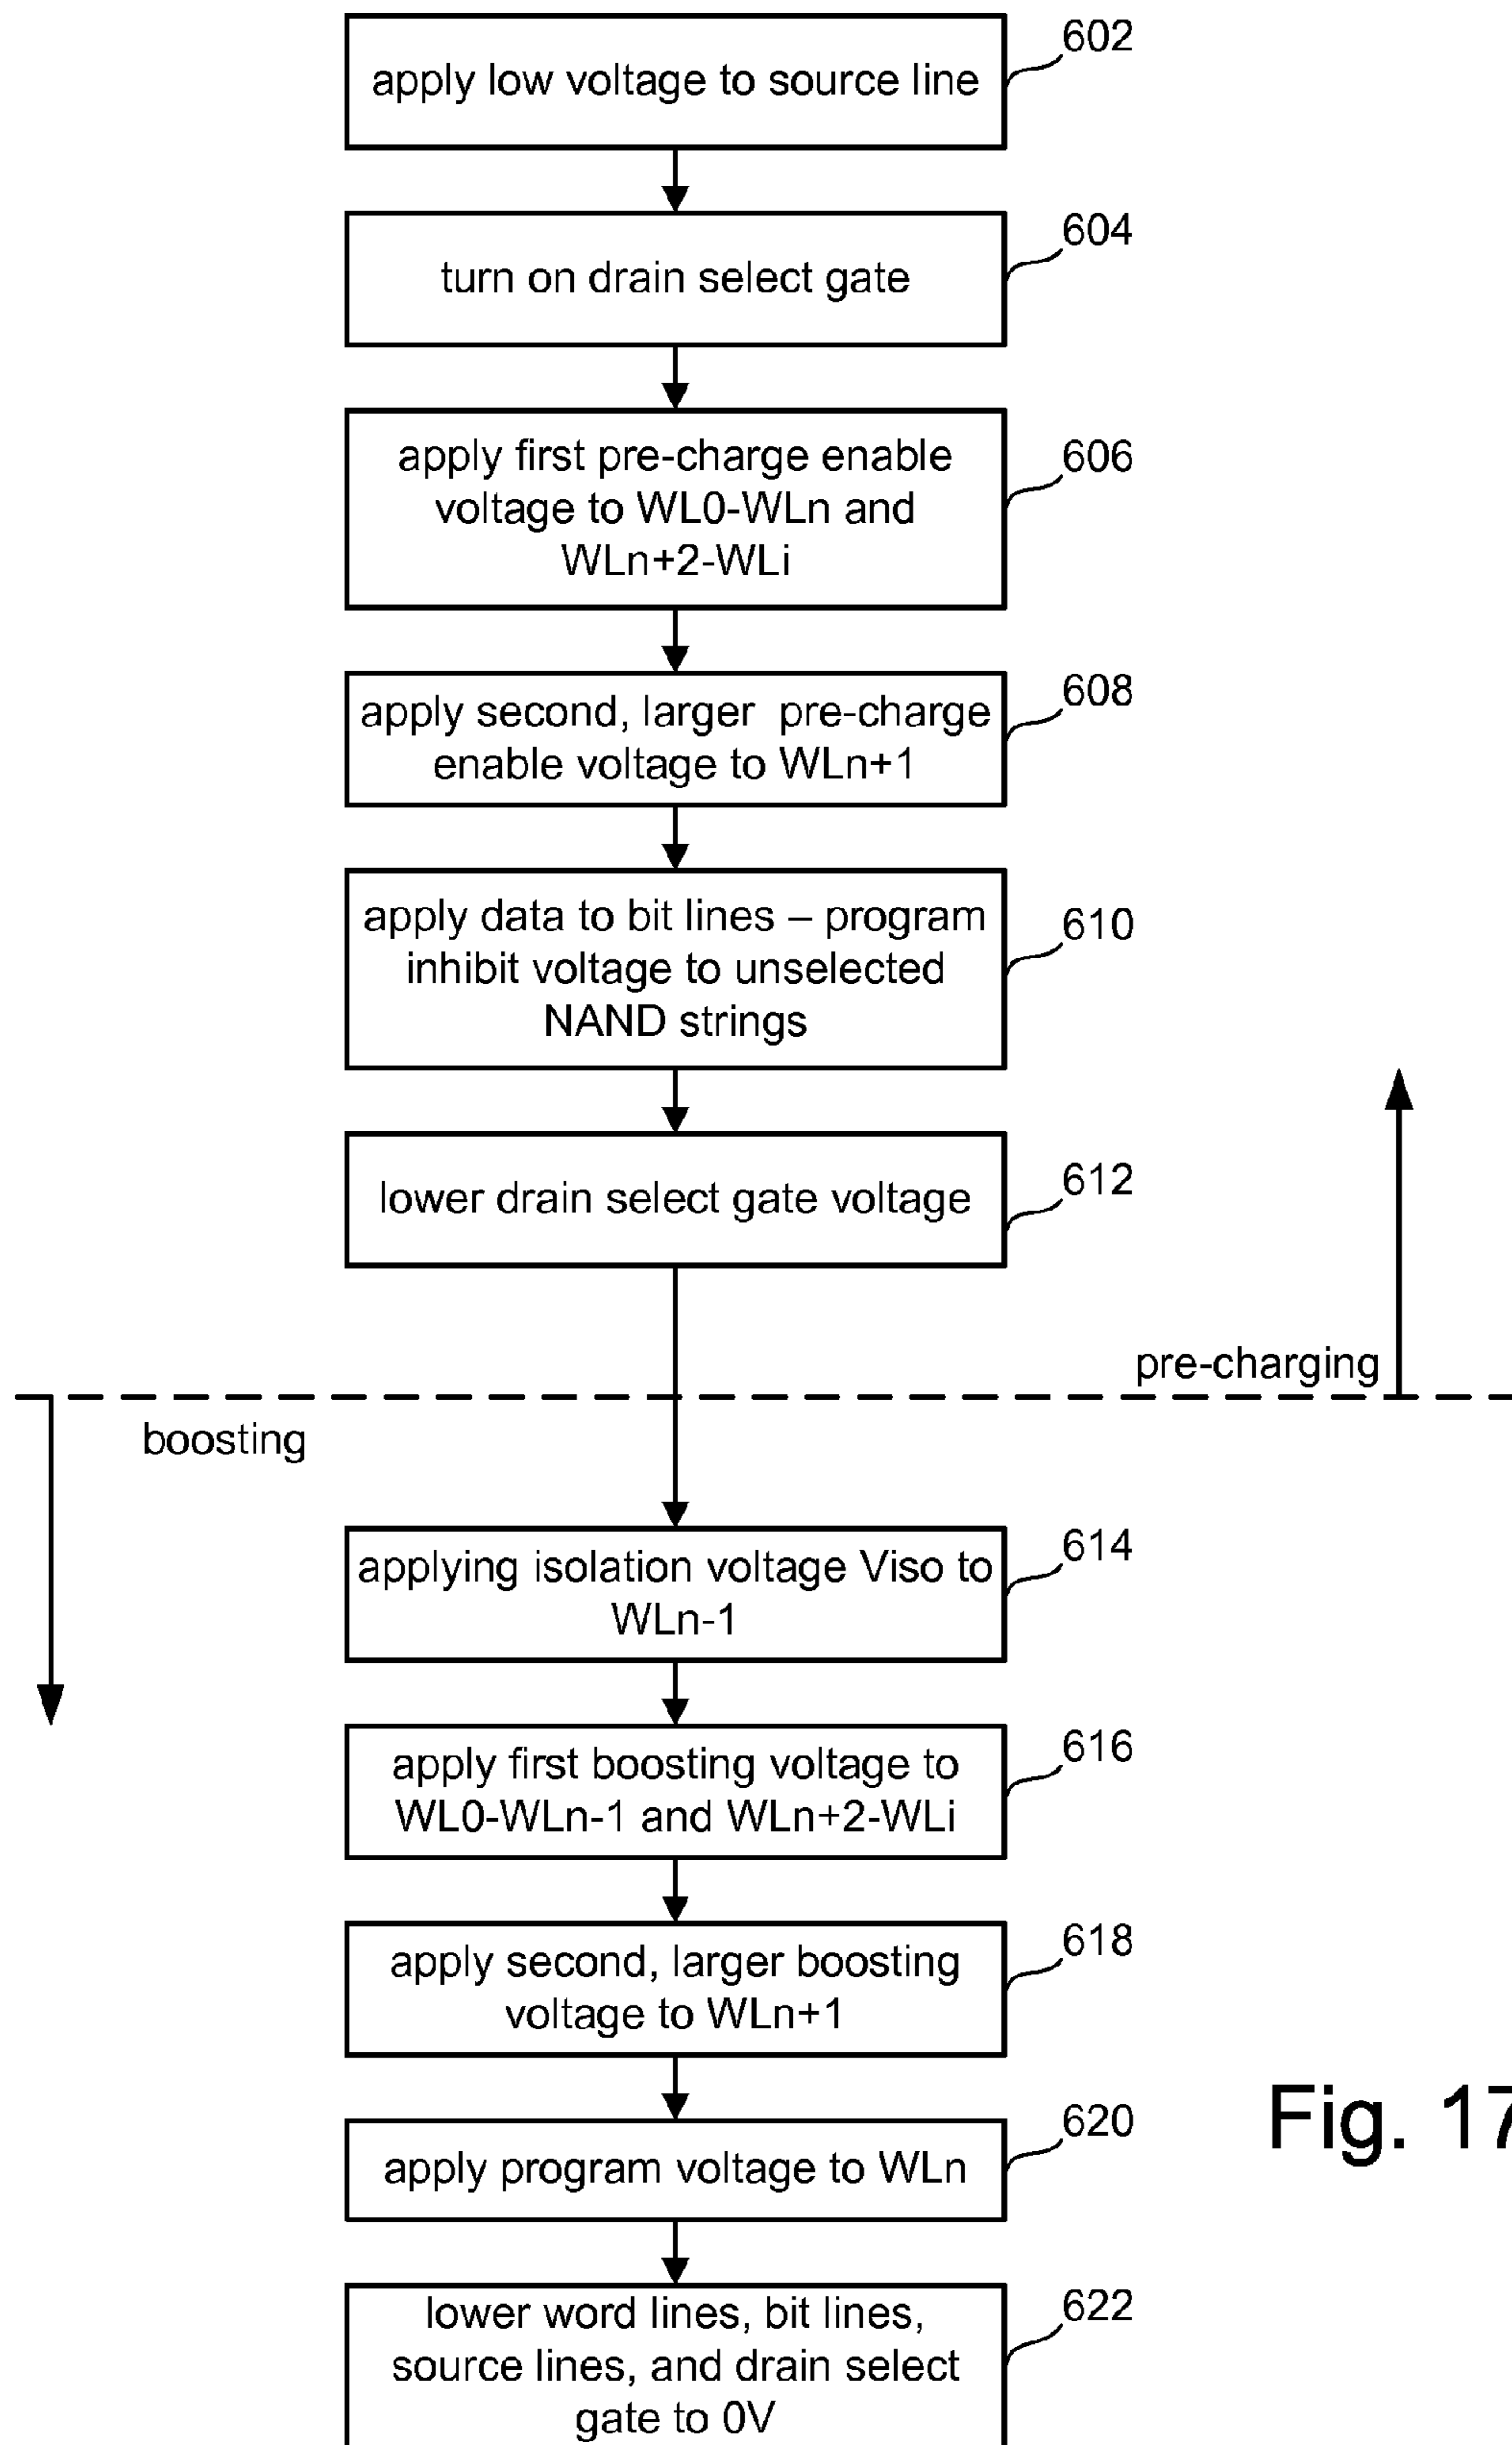 602
apply low voltage to source line
604
turn on drain select gate
606
apply first pre-charge enable
voltage to WL0-WLn and
WLn+2-WLi
608
apply second, larger pre-charge
enable voltage to WLn+1
610
apply data to bit lines – program
inhibit voltage to unselected
NAND strings
612
lower drain select gate voltage
pre-charging
boosting
614
applying isolation voltage Viso to
WLn-1
616
apply first boosting voltage to
WL0-WLn-1 and WLn+2-WLi
618
apply second, larger boosting
voltage to WLn+1
620
apply program voltage to WLn
Fig. 17
622
lower word lines, bit lines,
source lines, and drain select
gate to 0V